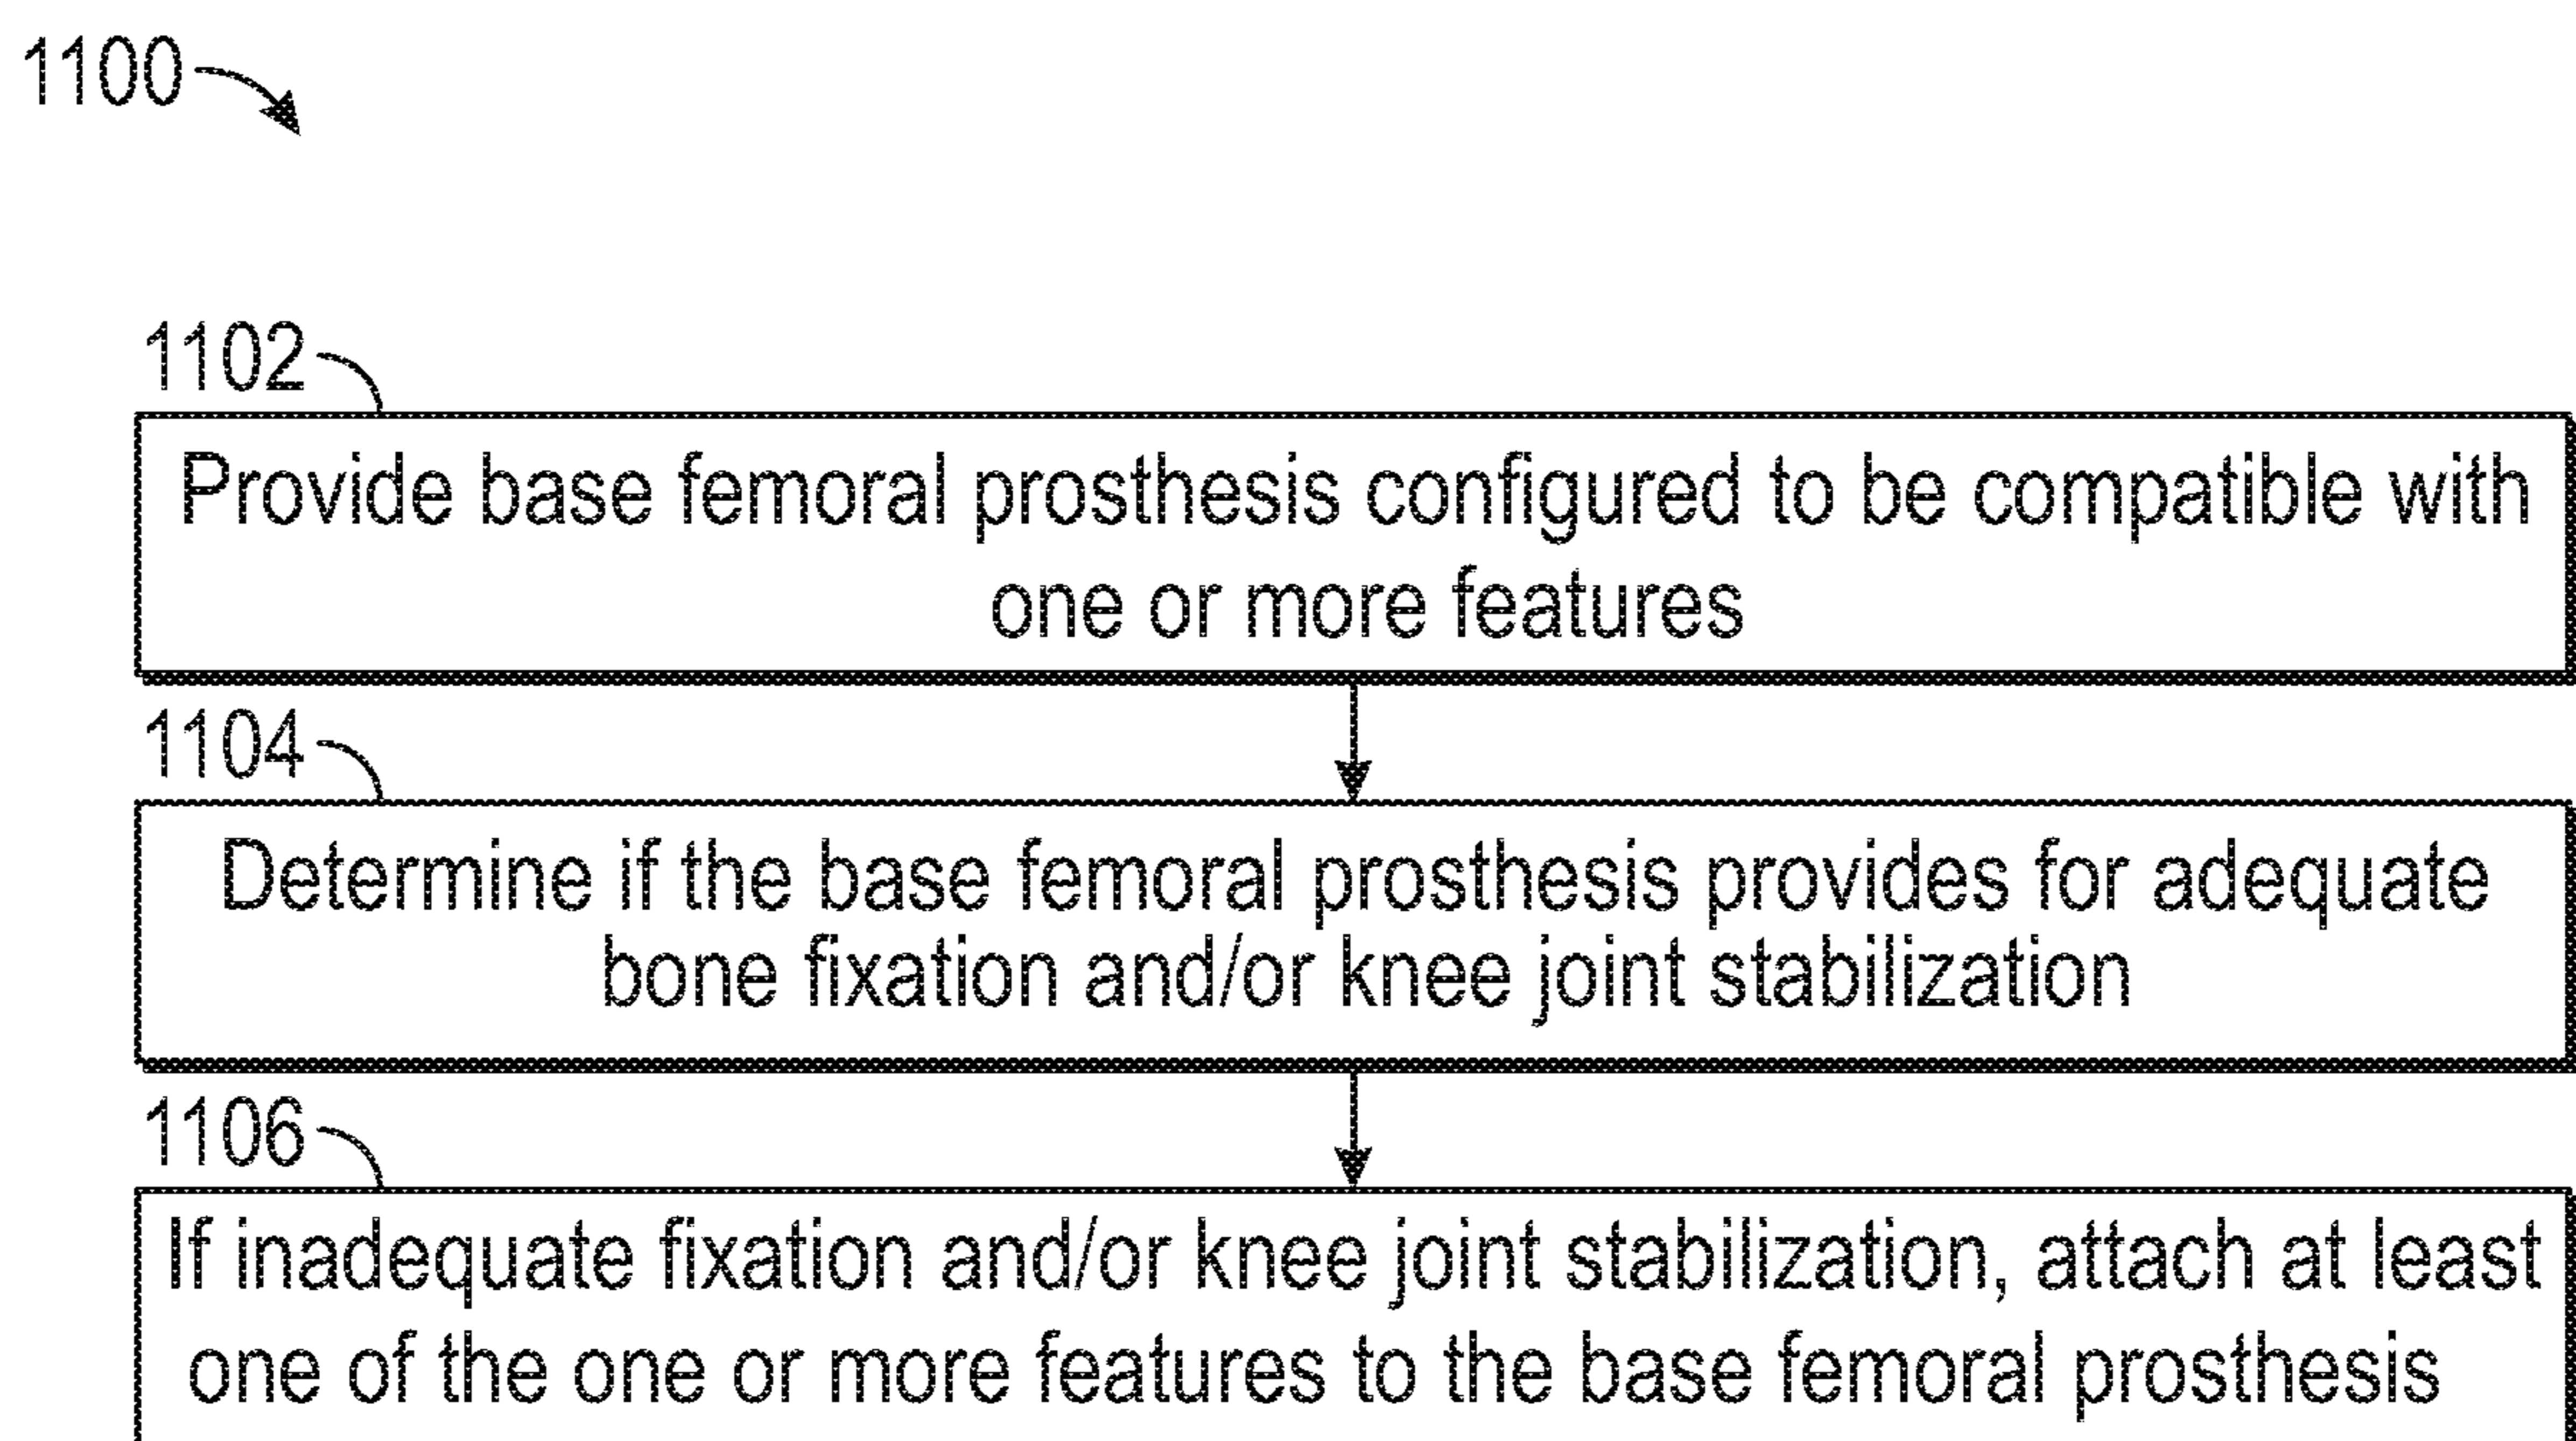 1100
1102
Provide base femoral prosthesis configured to be compatible with
one or more features
1104
Determine if the base femoral prosthesis provides for adequate
bone fixation and/or knee joint stabilization
1106
If inadequate fixation and/or knee joint stabilization, attach at least
one of the one or more features to the base femoral prosthesis